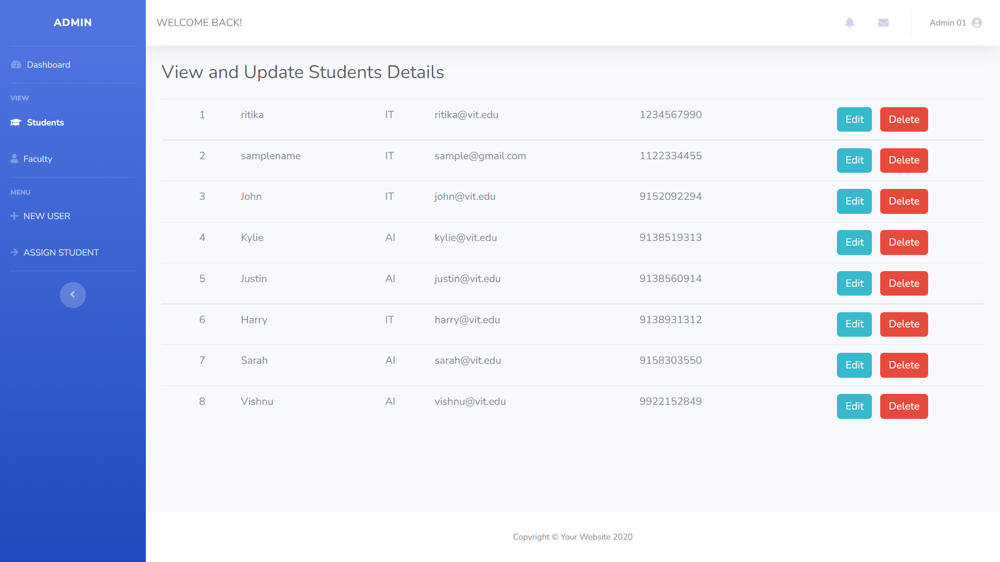 ADMIN
Dashboard
VIEW
Students
Faculty
MENU
NEW USER
ASSIGN STUDENT
WELCOME BACK!
Admin 01
View and Update Students Details
1 ritika IT ritika@vit.edu 1234567990 Edit Delete
2 samplename IT sample@gmail.com 1122334455 Edit Delete
3 John IT john@vit.edu 9152092294 Edit Delete
4 Kylie AI kylie@vit.edu 9138519313 Edit Delete
5 Justin AI justin@vit.edu 9138560914 Edit Delete
6 Harry IT harry@vit.edu 9138931312 Edit Delete
7 Sarah AI sarah@vit.edu 9158303550 Edit Delete
8 Vishnu AI vishnu@vit.edu 9922152849 Edit Delete
Copyright © Your Website 2020